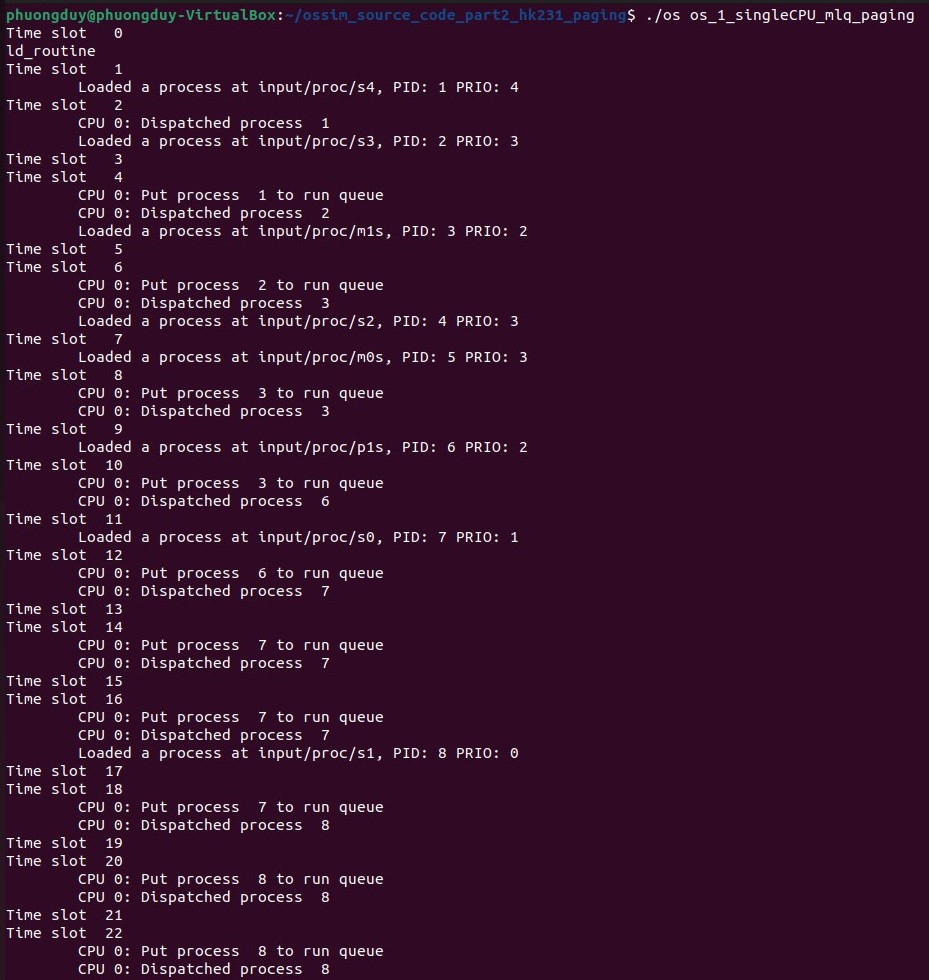 phuongduy@phuongduy-VirtualBox:~/ossim_source_code_part2_hk231_paging$ ./os os_1_singleCPU_mlq_paging
Time slot   0
ld_routine
Time slot   1
        Loaded a process at input/proc/s4, PID: 1 PRIO: 4
Time slot   2
        CPU 0: Dispatched process  1
        Loaded a process at input/proc/s3, PID: 2 PRIO: 3
Time slot   3
Time slot   4
        CPU 0: Put process  1 to run queue
        CPU 0: Dispatched process  2
        Loaded a process at input/proc/m1s, PID: 3 PRIO: 2
Time slot   5
Time slot   6
        CPU 0: Put process  2 to run queue
        CPU 0: Dispatched process  3
        Loaded a process at input/proc/s2, PID: 4 PRIO: 3
Time slot   7
        Loaded a process at input/proc/m0s, PID: 5 PRIO: 3
Time slot   8
        CPU 0: Put process  3 to run queue
        CPU 0: Dispatched process  3
Time slot   9
        Loaded a process at input/proc/p1s, PID: 6 PRIO: 2
Time slot  10
        CPU 0: Put process  3 to run queue
        CPU 0: Dispatched process  6
Time slot  11
        Loaded a process at input/proc/s0, PID: 7 PRIO: 1
Time slot  12
        CPU 0: Put process  6 to run queue
        CPU 0: Dispatched process  7
Time slot  13
Time slot  14
        CPU 0: Put process  7 to run queue
        CPU 0: Dispatched process  7
Time slot  15
Time slot  16
        CPU 0: Put process  7 to run queue
        CPU 0: Dispatched process  7
        Loaded a process at input/proc/s1, PID: 8 PRIO: 0
Time slot  17
Time slot  18
        CPU 0: Put process  7 to run queue
        CPU 0: Dispatched process  8
Time slot  19
Time slot  20
        CPU 0: Put process  8 to run queue
        CPU 0: Dispatched process  8
Time slot  21
Time slot  22
        CPU 0: Put process  8 to run queue
        CPU 0: Dispatched process  8